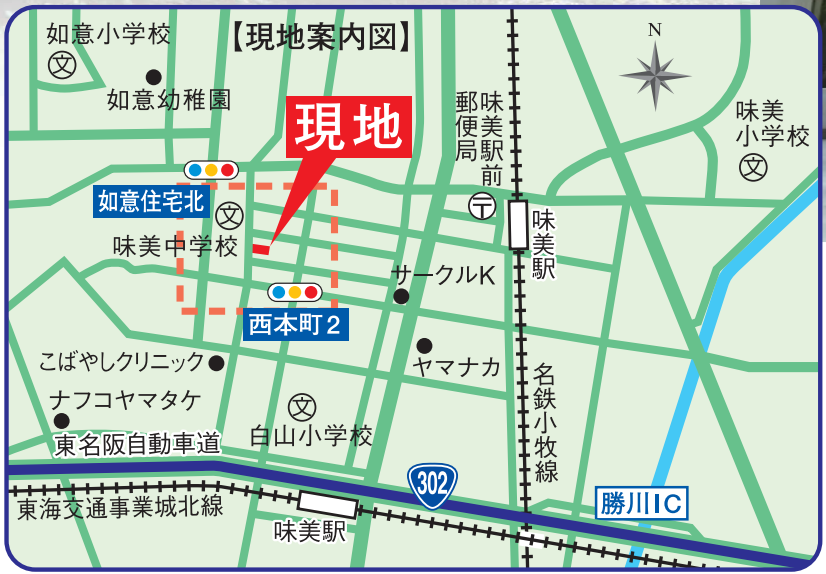 【現地案内図】
N
如意小学校
文
如意幼稚園
現地
味美駅前
郵便局
〒
味美
小学校
文
如意住宅北
文
味美中学校
味美駅
サークルK
西本町2
こばやしクリニック
ヤマナカ
ナフコヤマタケ
文
白山小学校
名鉄小牧線
東名阪自動車道
302
勝川IC
東海交通事業城北線
味美駅